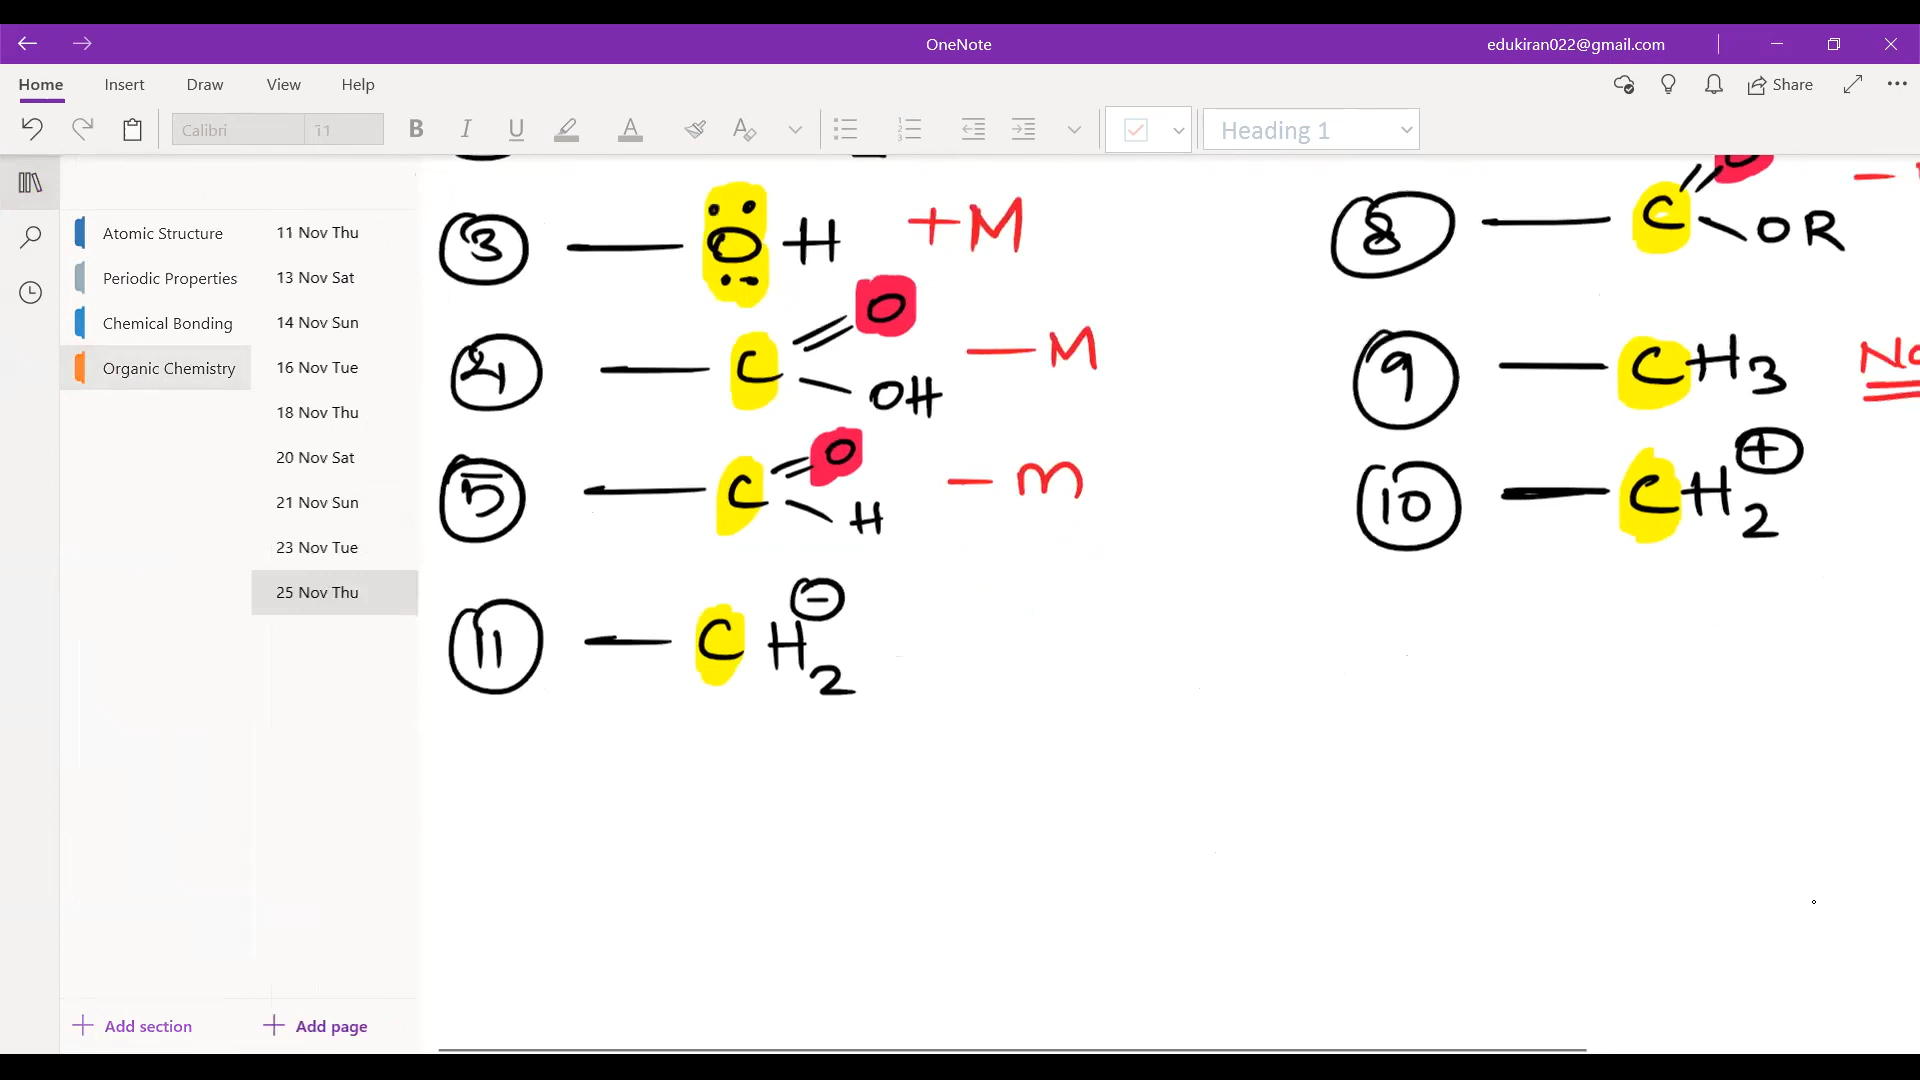 OneNote
edukiran022@gmail.com
Home Insert Draw View Help
Share
Calibri 11
B I U A
Heading 1
Atomic Structure
Periodic Properties
Chemical Bonding
Organic Chemistry
11 Nov Thu
13 Nov Sat
14 Nov Sun
16 Nov Tue
18 Nov Thu
20 Nov Sat
21 Nov Sun
23 Nov Tue
25 Nov Thu
Add section
Add page
3 — O H +M
4 — C = O — OH — M
5 — C = O — H — m
11 — C H2 ⊖
8 — C = O — OR —
9 — CH3 No
10 — CH2 ⊕